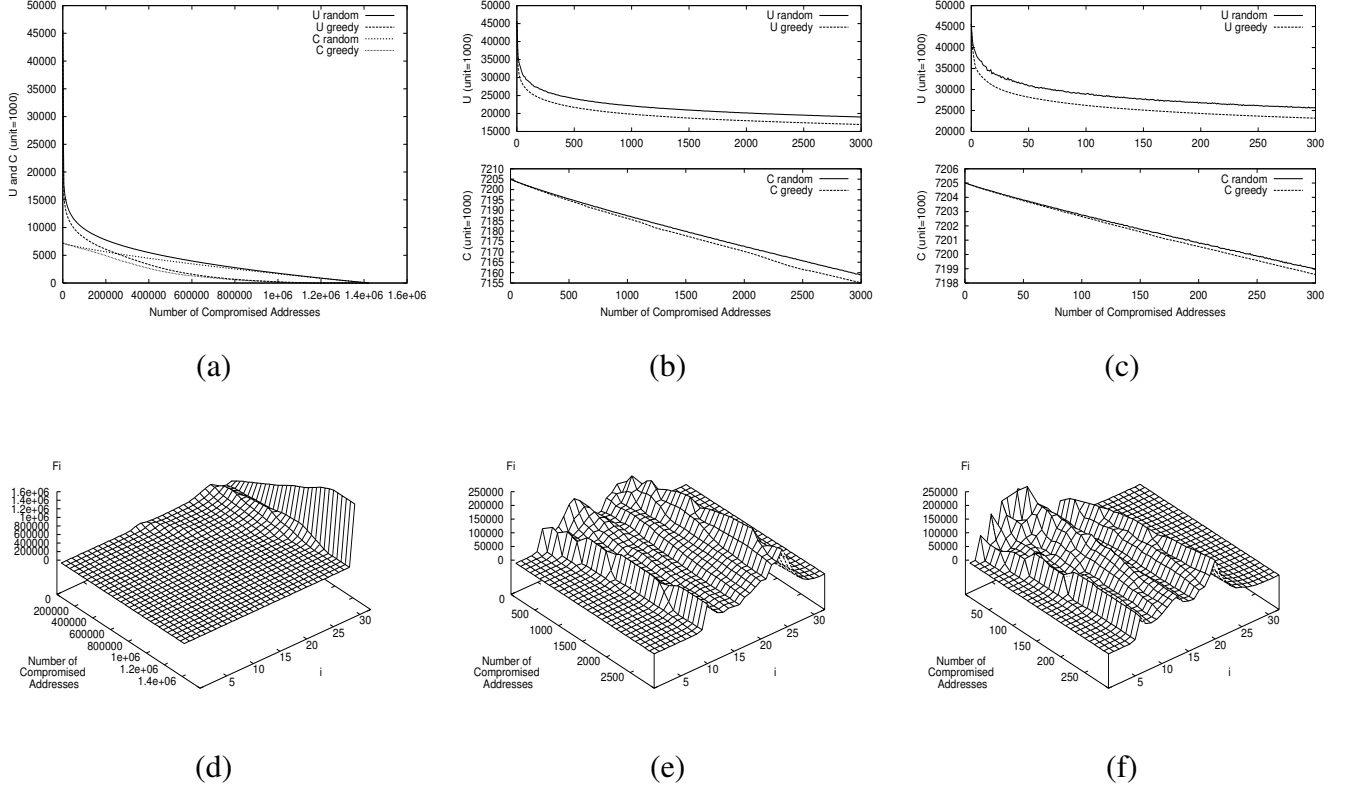 50000
45000
40000
35000
30000
25000
20000
15000
10000
5000
0
U and C (unit=1000)
U random
U greedy
C random
C greedy
0 200000 400000 600000 800000 1e+06 1.2e+06 1.4e+06 1.6e+06
Number of Compromised Addresses
(a)
50000
45000
40000
35000
30000
25000
20000
15000
U (unit=1000)
U random
U greedy
0 500 1000 1500 2000 2500 3000
7210
7205
7200
7195
7190
7185
7180
7175
7170
7165
7160
7155
C (unit=1000)
C random
C greedy
0 500 1000 1500 2000 2500 3000
Number of Compromised Addresses
(b)
50000
45000
40000
35000
30000
25000
20000
U (unit=1000)
U random
U greedy
0 50 100 150 200 250 300
7206
7205
7204
7203
7202
7201
7200
7199
7198
C (unit=1000)
C random
C greedy
0 50 100 150 200 250 300
Number of Compromised Addresses
(c)
Fi
1.6e+06
1.4e+06
1.2e+06
1e+06
800000
600000
400000
200000
0
0
200000
400000
600000
800000
1e+06
1.2e+06
1.4e+06
Number of
Compromised
Addresses
5 10 15 20 25 30
i
(d)
Fi
250000
200000
150000
100000
50000
0
0
500
1000
1500
2000
2500
Number of
Compromised
Addresses
5 10 15 20 25 30
i
(e)
Fi
250000
200000
150000
100000
50000
0
50
100
150
200
250
Number of
Compromised
Addresses
5 10 15 20 25 30
i
(f)